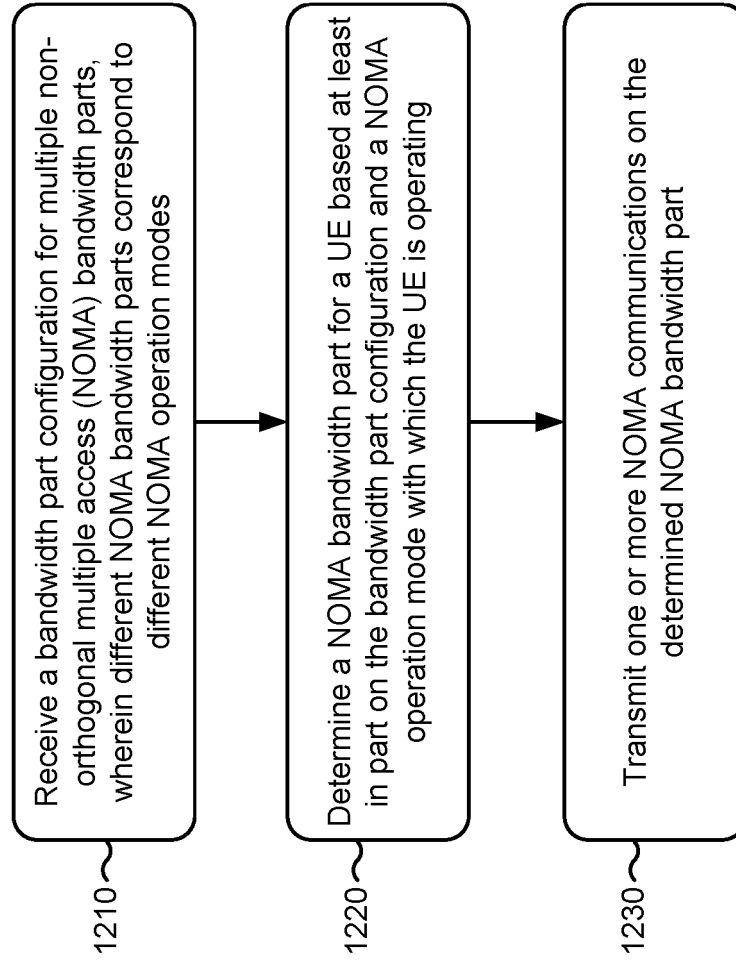 1210
Receive a bandwidth part configuration for multiple non-
orthogonal multiple access (NOMA) bandwidth parts,
wherein different NOMA bandwidth parts correspond to
different NOMA operation modes
1220
Determine a NOMA bandwidth part for a UE based at least
in part on the bandwidth part configuration and a NOMA
operation mode with which the UE is operating
1230
Transmit one or more NOMA communications on the
determined NOMA bandwidth part